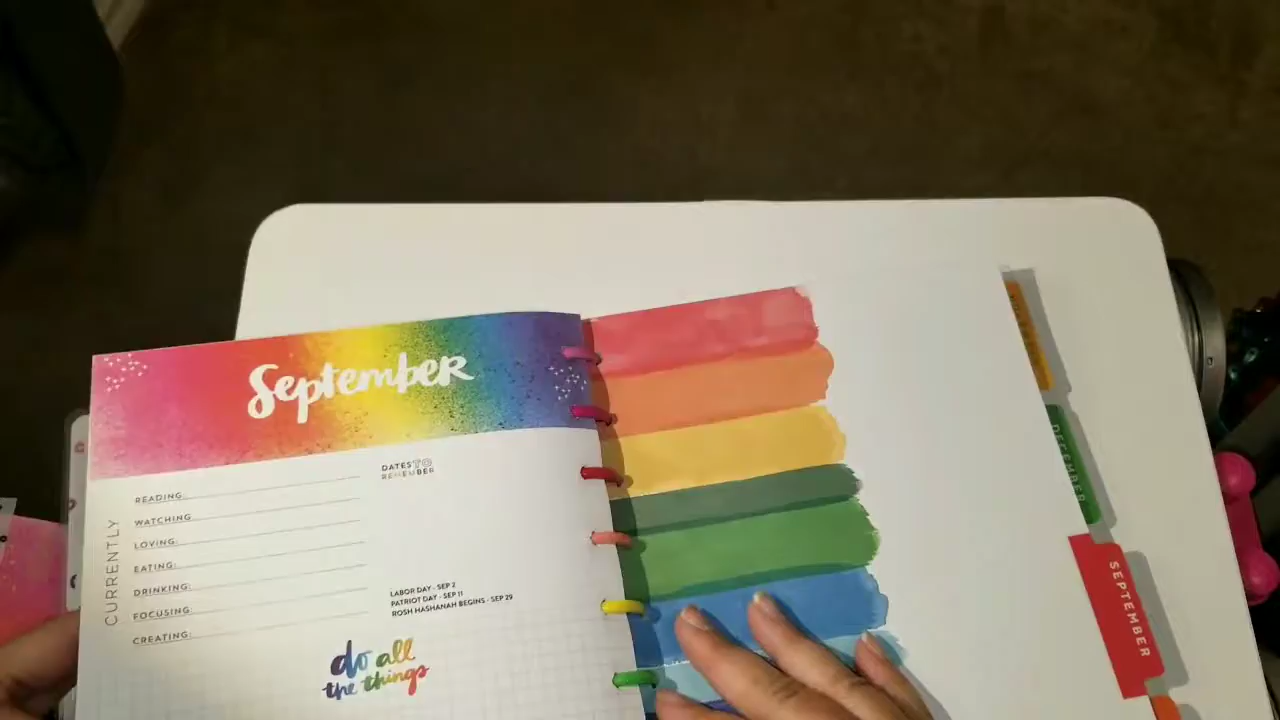 September
CURRENTLY
READING:
WATCHING
LOVING:
EATING:
DRINKING:
FOCUSING:
CREATING:
DATES TO
REMEMBER
LABOR DAY - SEP 2
PATRIOT DAY - SEP 11
ROSH HASHANAH BEGINS - SEP 29
do all
the things
DECEMBER
SEPTEMBER